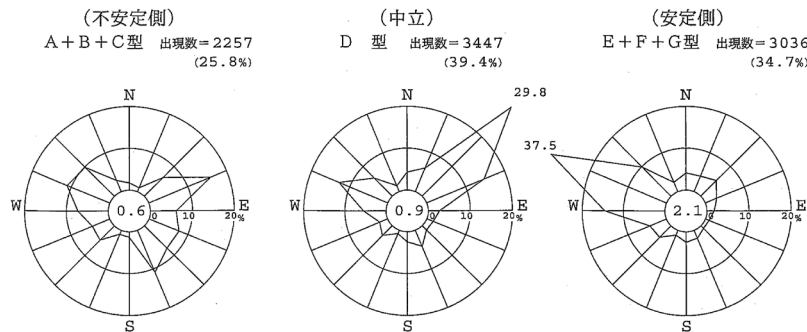 (不安定側)
A+B+C型 出現数=2257
(25.8%)
N
W
0.6
0
10
20%
E
S
(中立)
D 型 出現数=3447
(39.4%)
29.8
N
W
0.9
0
10
20%
E
S
(安定側)
E+F+G型 出現数=3036
(34.7%)
37.5
N
W
2.1
0
10
20%
E
S